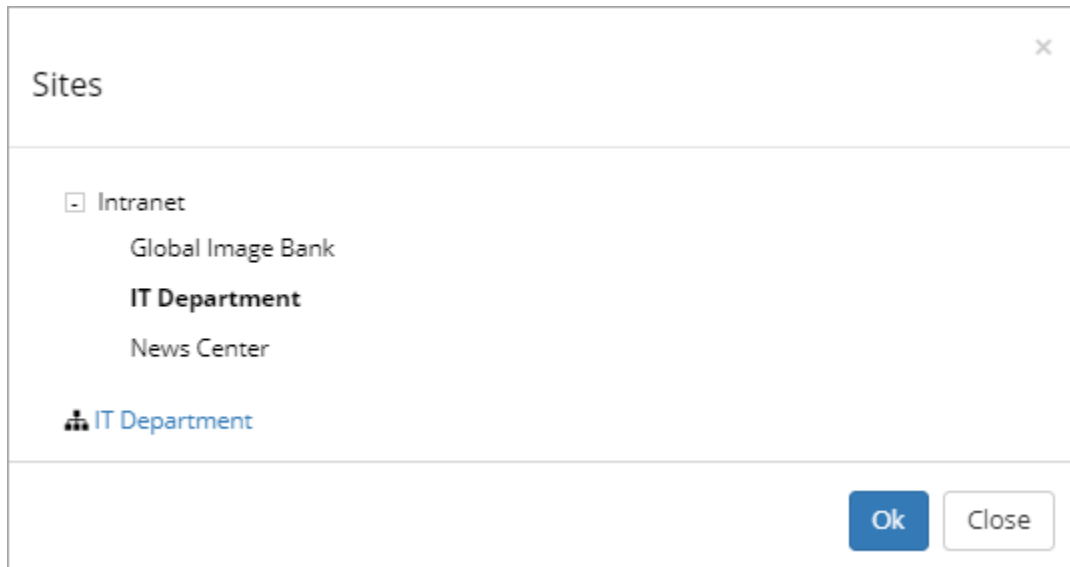 ×
Sites
- Intranet
Global Image Bank
IT Department
News Center
IT Department
Ok Close